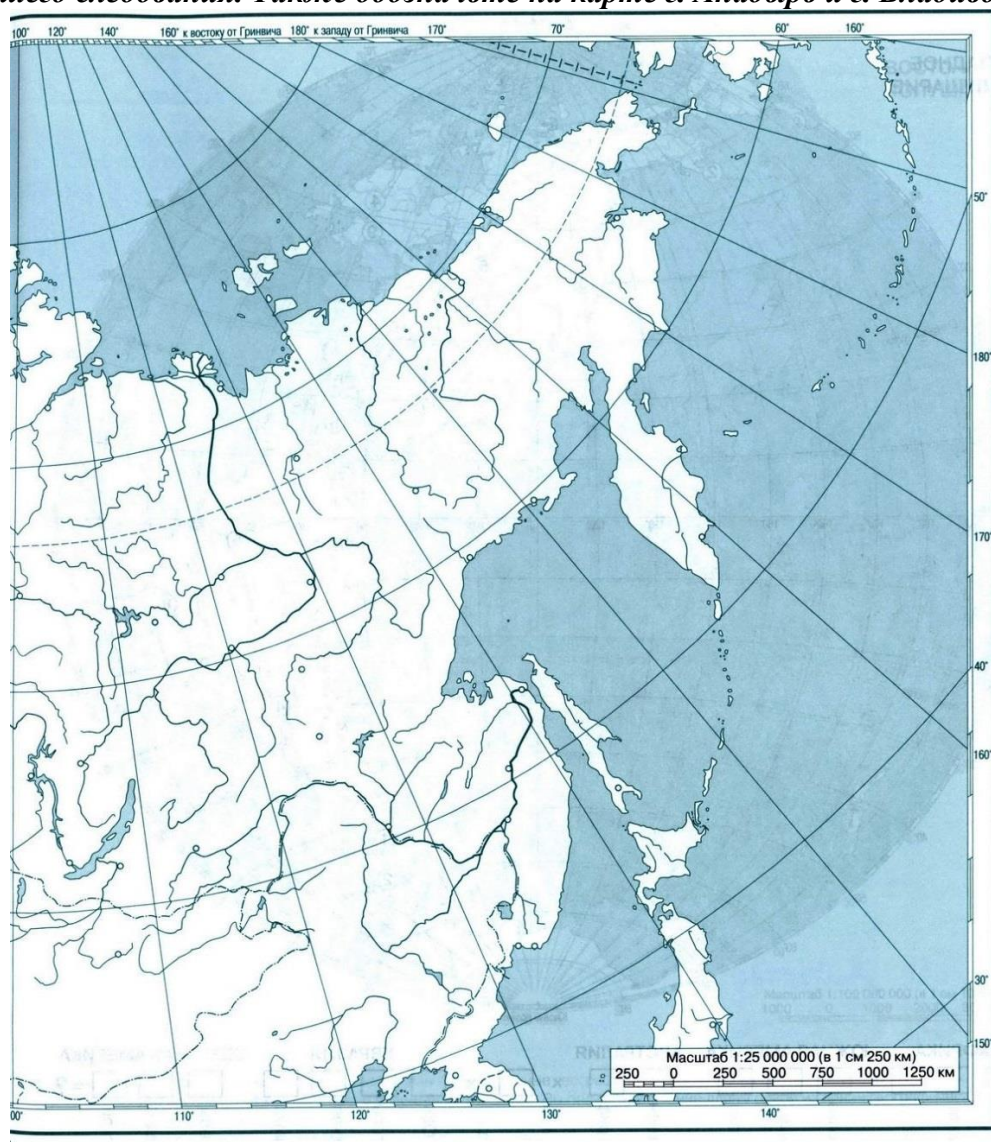 следования. Также обозначьте на карте г. Анадырь и г.
100° 120° 140° 160° к востоку от Гринвича 180° к западу от Гринвича 170° 70° 60° 160°
50°
180°
170°
40°
160°
30°
150°
Масштаб 1:25 000 000 (в 1 см 250 км)
250 0 250 500 750 1000 1250 км
00° 110° 120° 130° 140°